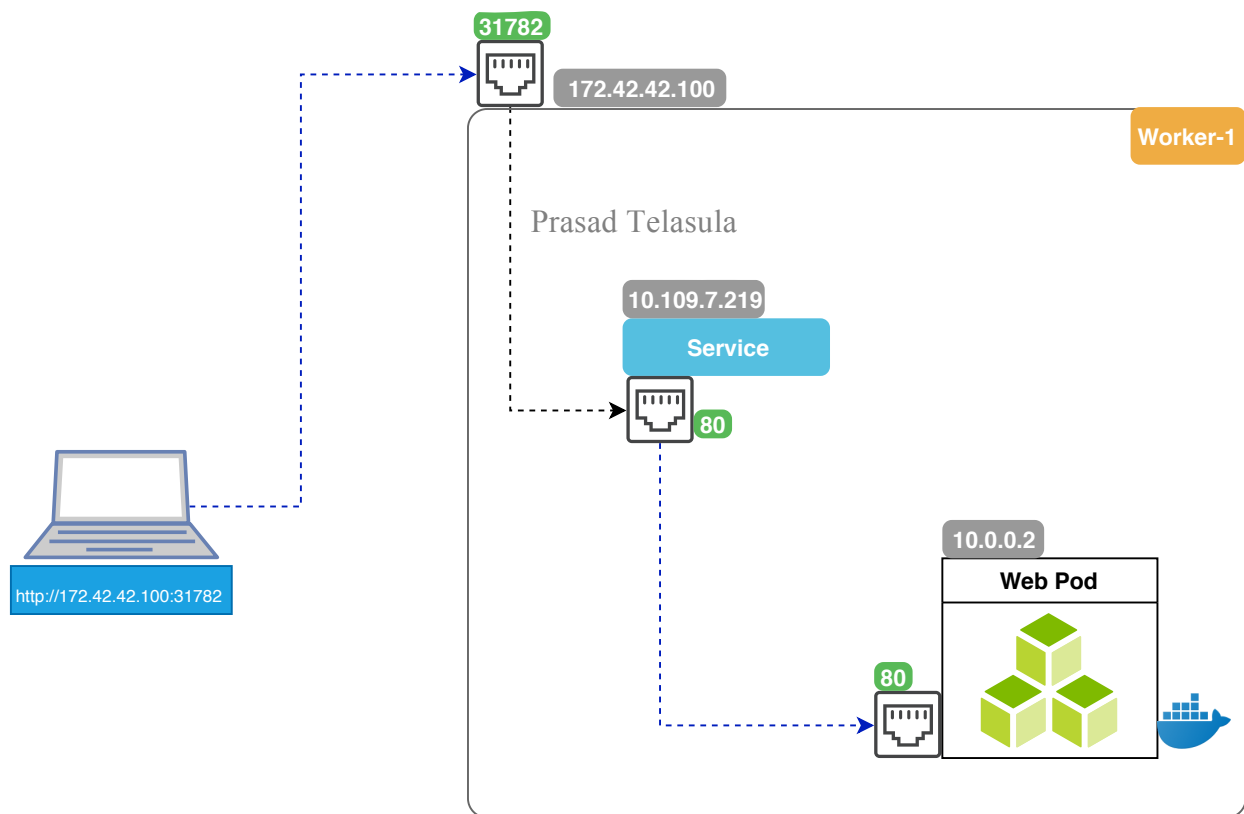 31782
172.42.42.100
Worker-1
Prasad Telasula
10.109.7.219
Service
80
http://172.42.42.100:31782
10.0.0.2
Web Pod
80